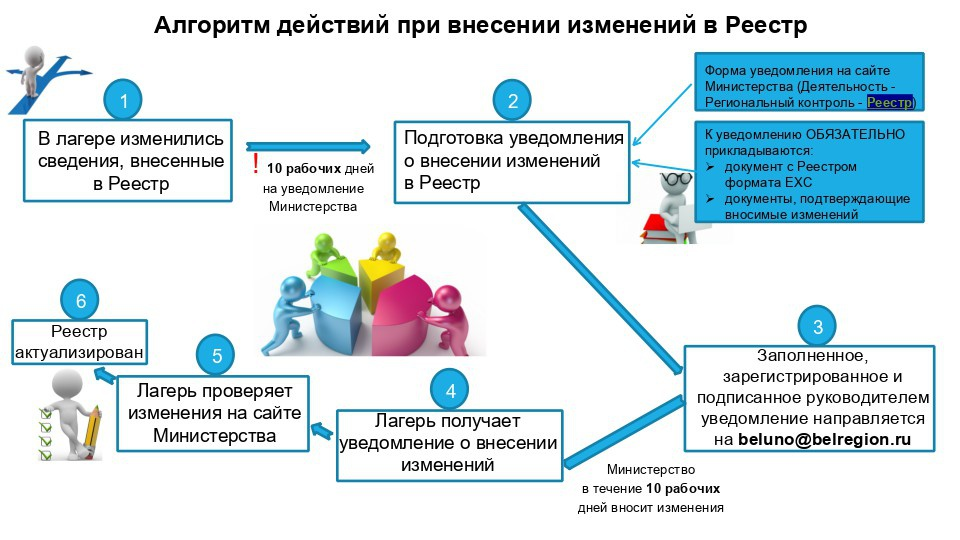 Алгоритм действий при внесении изменений в Реестр
1
В лагере изменились
сведения, внесенные
в Реестр
! 10 рабочих дней
на уведомление
Министерства
2
Подготовка уведомления
о внесении изменений
в Реестр
Форма уведомления на сайте
Министерства (Деятельность -
Региональный контроль - Реестр)
К уведомлению ОБЯЗАТЕЛЬНО
прикладываются:
документ с Реестром
формата ЕХС
документы, подтверждающие
вносимые изменений
3
Заполненное,
зарегистрированное и
подписанное руководителем
уведомление направляется
на beluno@belregion.ru
Министерство
в течение 10 рабочих
дней вносит изменения
4
Лагерь получает
уведомление о внесении
изменений
5
Лагерь проверяет
изменения на сайте
Министерства
6
Реестр
актуализирован